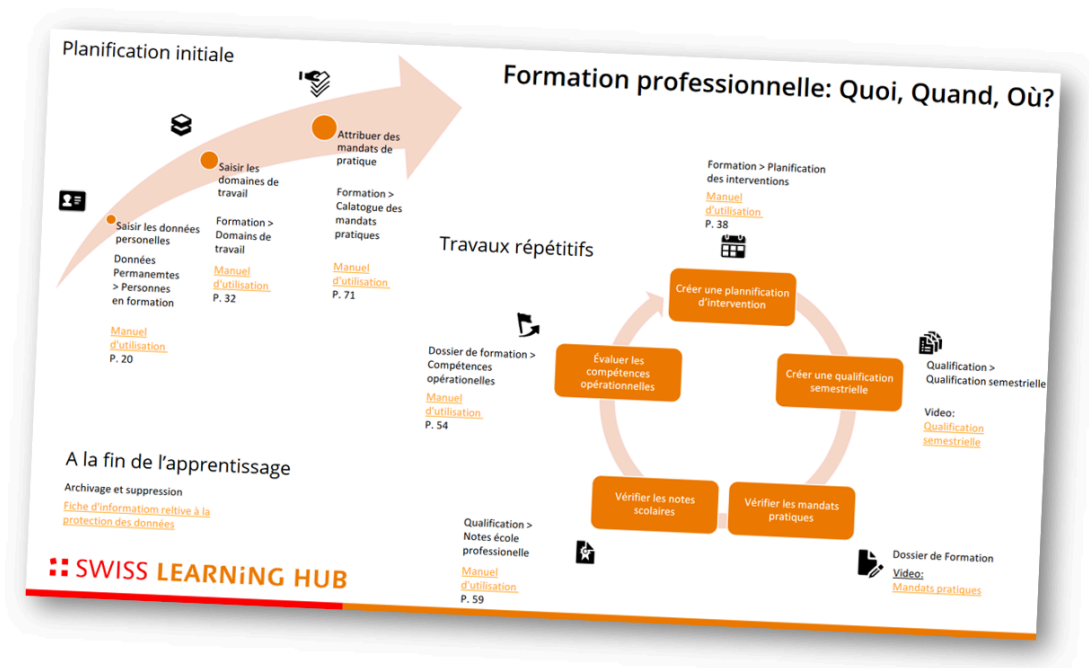 Planification initiale
Formation professionnelle: Quoi, Quand, Où?
Saisir les données
personelles
Données
Permanemtes
> Personnes
en formation
Manuel
d'utilisation
P. 20
Saisir les
domaines de
travail
Formation >
Domains de
travail
Manuel
d'utilisation
P. 32
Attribuer des
mandats de
pratique
Formation >
Calatogue des
mandats
pratiques
Manuel
d'utilisation
P. 71
Travaux répétitifs
Formation > Planification
des interventions
Manuel
d'utilisation
P. 38
Créer une plannification
d'intervention
Créer une qualification
semestrielle
Qualification >
Qualification semestrielle
Video:
Qualification
semestrielle
Vérifier les mandats
pratiques
Dossier de Formation
Video:
Mandats pratiques
Vérifier les notes
scolaires
Qualification >
Notes école
professionelle
Manuel
d'utilisation
P. 59
Évaluer les
compétences
opérationnelles
Dossier de formation >
Compétences
opérationelles
Manuel
d'utilisation
P. 54
A la fin de l'apprentissage
Archivage et suppression
Fiche d'informatiom reltive à la
protection des données
SWISS LEARNiNG HUB